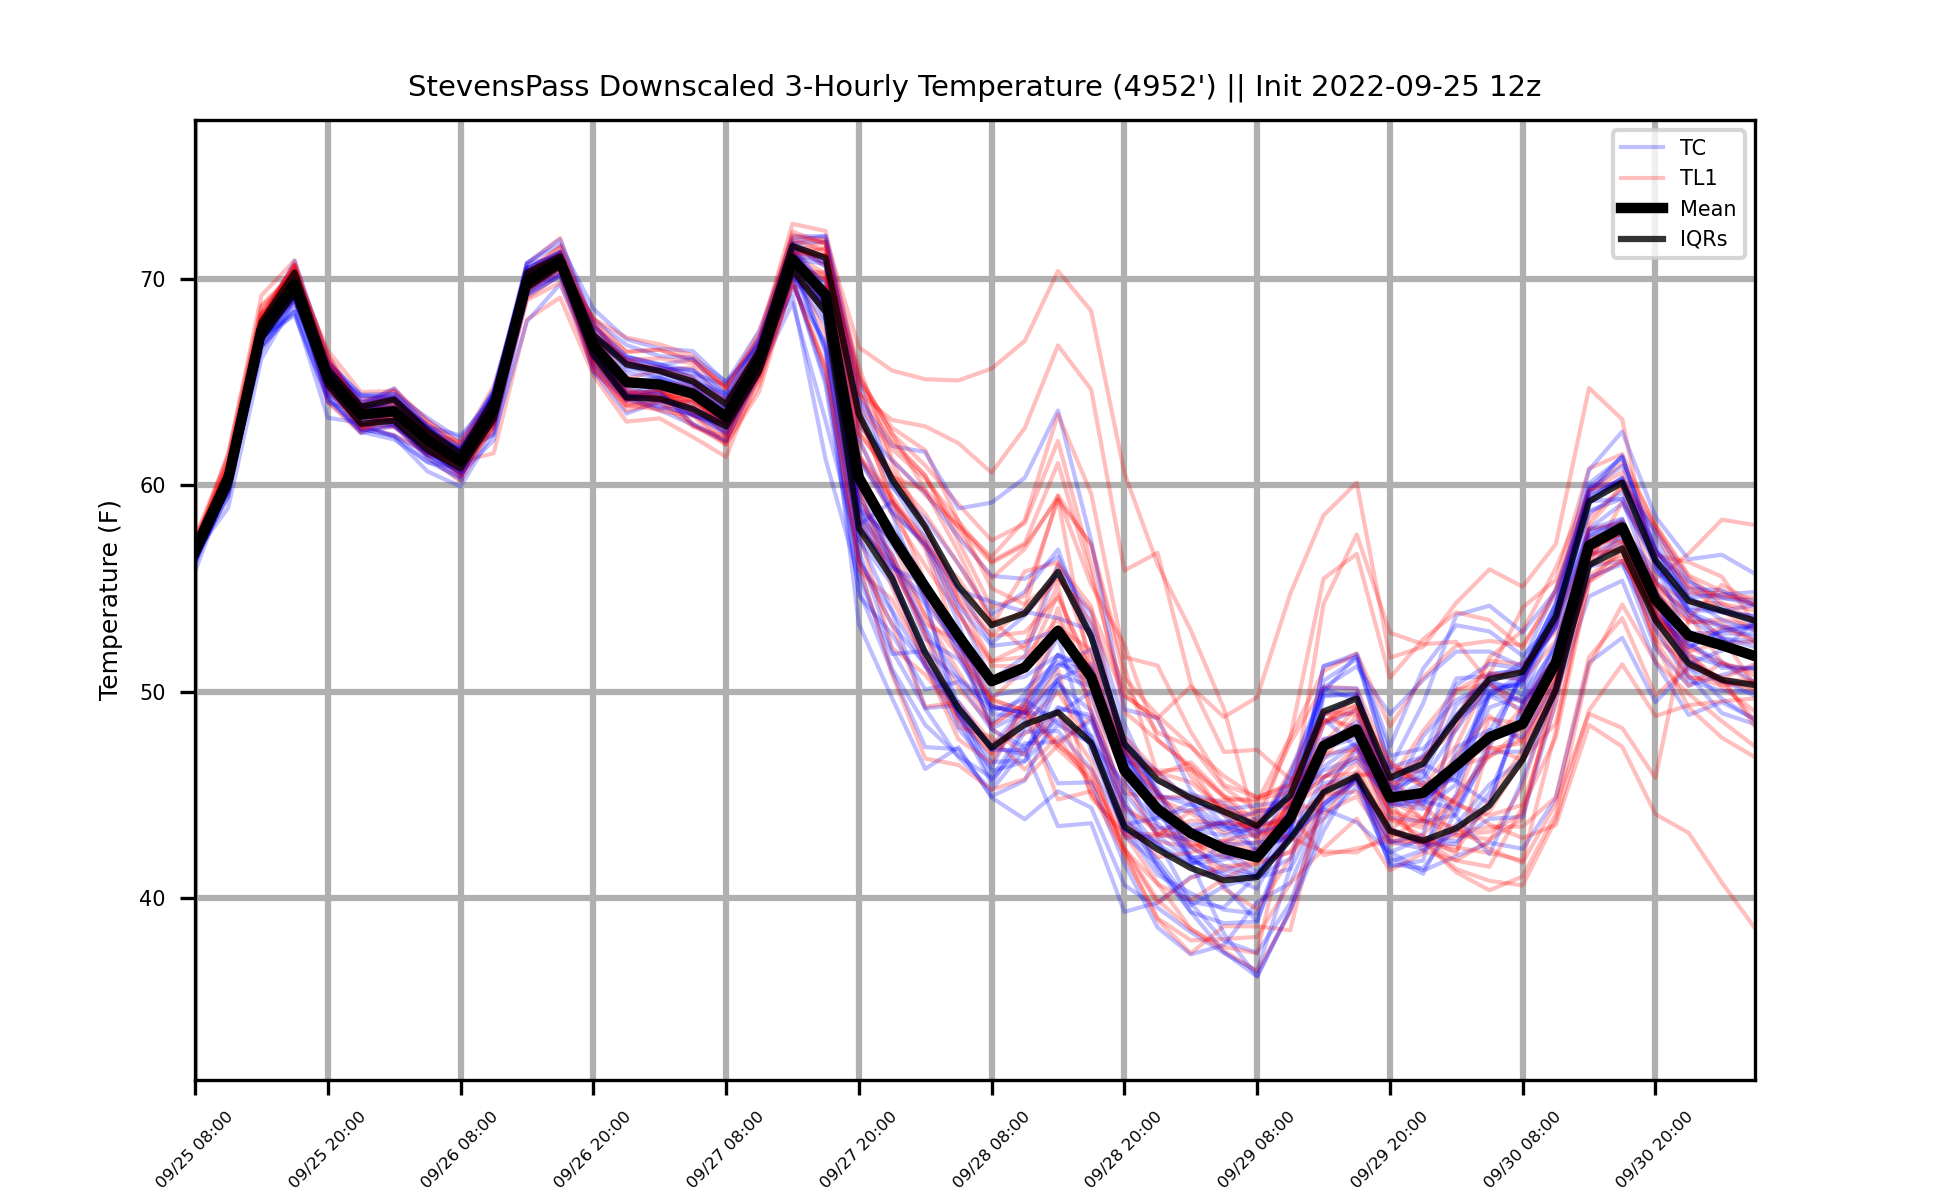 StevensPass Downscaled 3-Hourly Temperature (4952') || Init 2022-09-25 12z
TC
TL1
Mean
IQRs
Temperature (F)
70
60
50
40
09/25 08:00
09/25 20:00
09/26 08:00
09/26 20:00
09/27 08:00
09/27 20:00
09/28 08:00
09/28 20:00
09/29 08:00
09/29 20:00
09/30 08:00
09/30 20:00